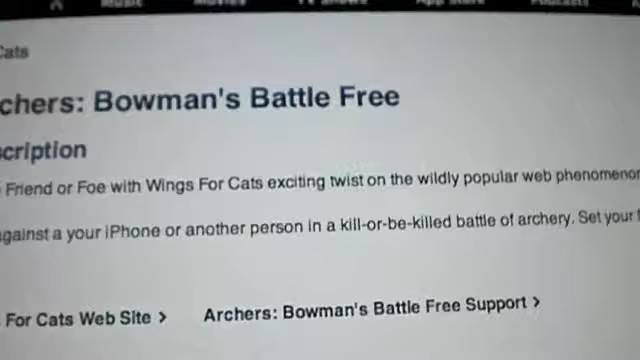 Music Movies TV Shows App Store Podcasts
Cats
chers: Bowman's Battle Free
cription
Friend or Foe with Wings For Cats exciting twist on the wildly popular web phenomenon
against a your iPhone or another person in a kill-or-be-killed battle of archery. Set your
For Cats Web Site > Archers: Bowman's Battle Free Support >